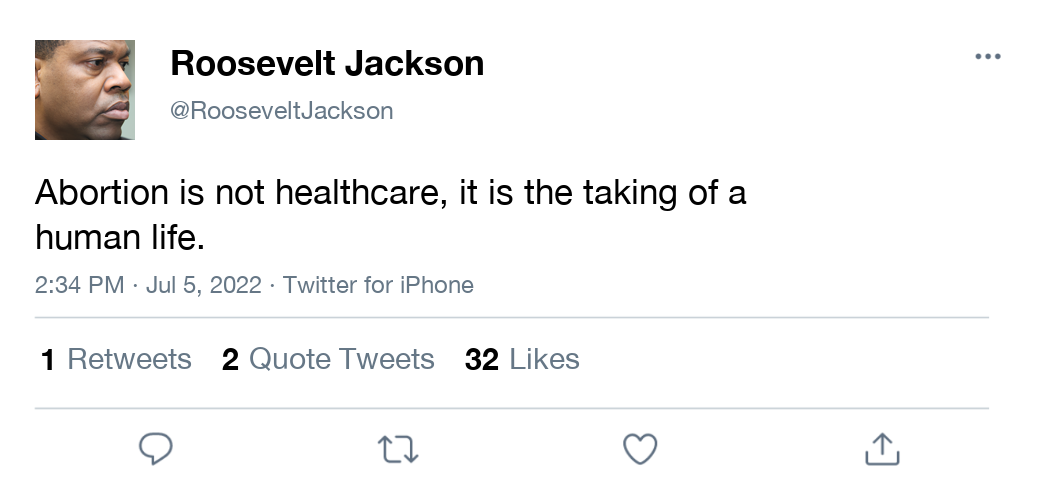 Roosevelt Jackson
@RooseveltJackson
Abortion is not healthcare, it is the taking of a
human life.
2:34 PM · Jul 5, 2022 · Twitter for iPhone
1 Retweets 2 Quote Tweets 32 Likes